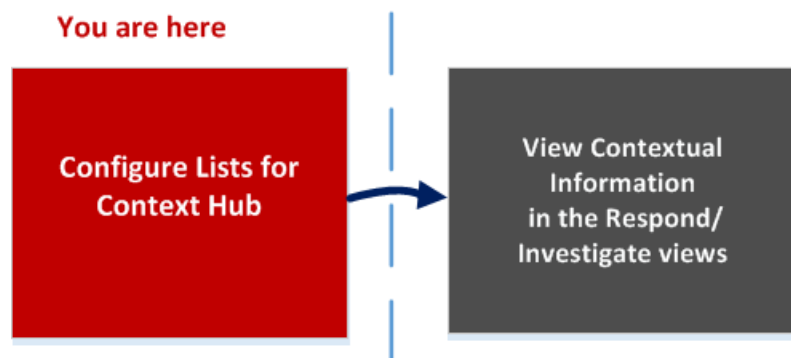 You are here
Configure Lists for
Context Hub
View Contextual
Information
in the Respond/
Investigate views